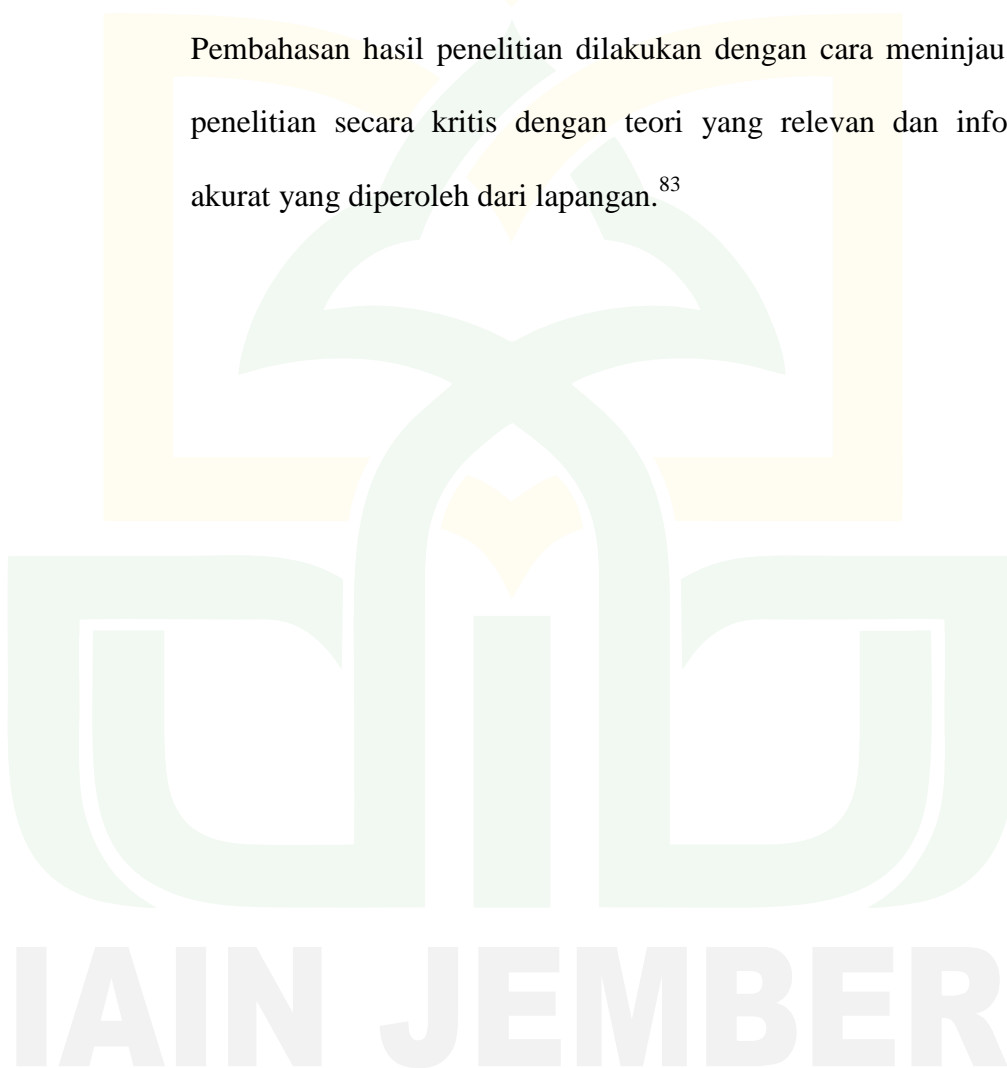 Pembahasan hasil penelitian dilakukan dengan cara meninjau
penelitian secara kritis dengan teori yang relevan dan info
akurat yang diperoleh dari lapangan.⁸³
IAIN JEMBER